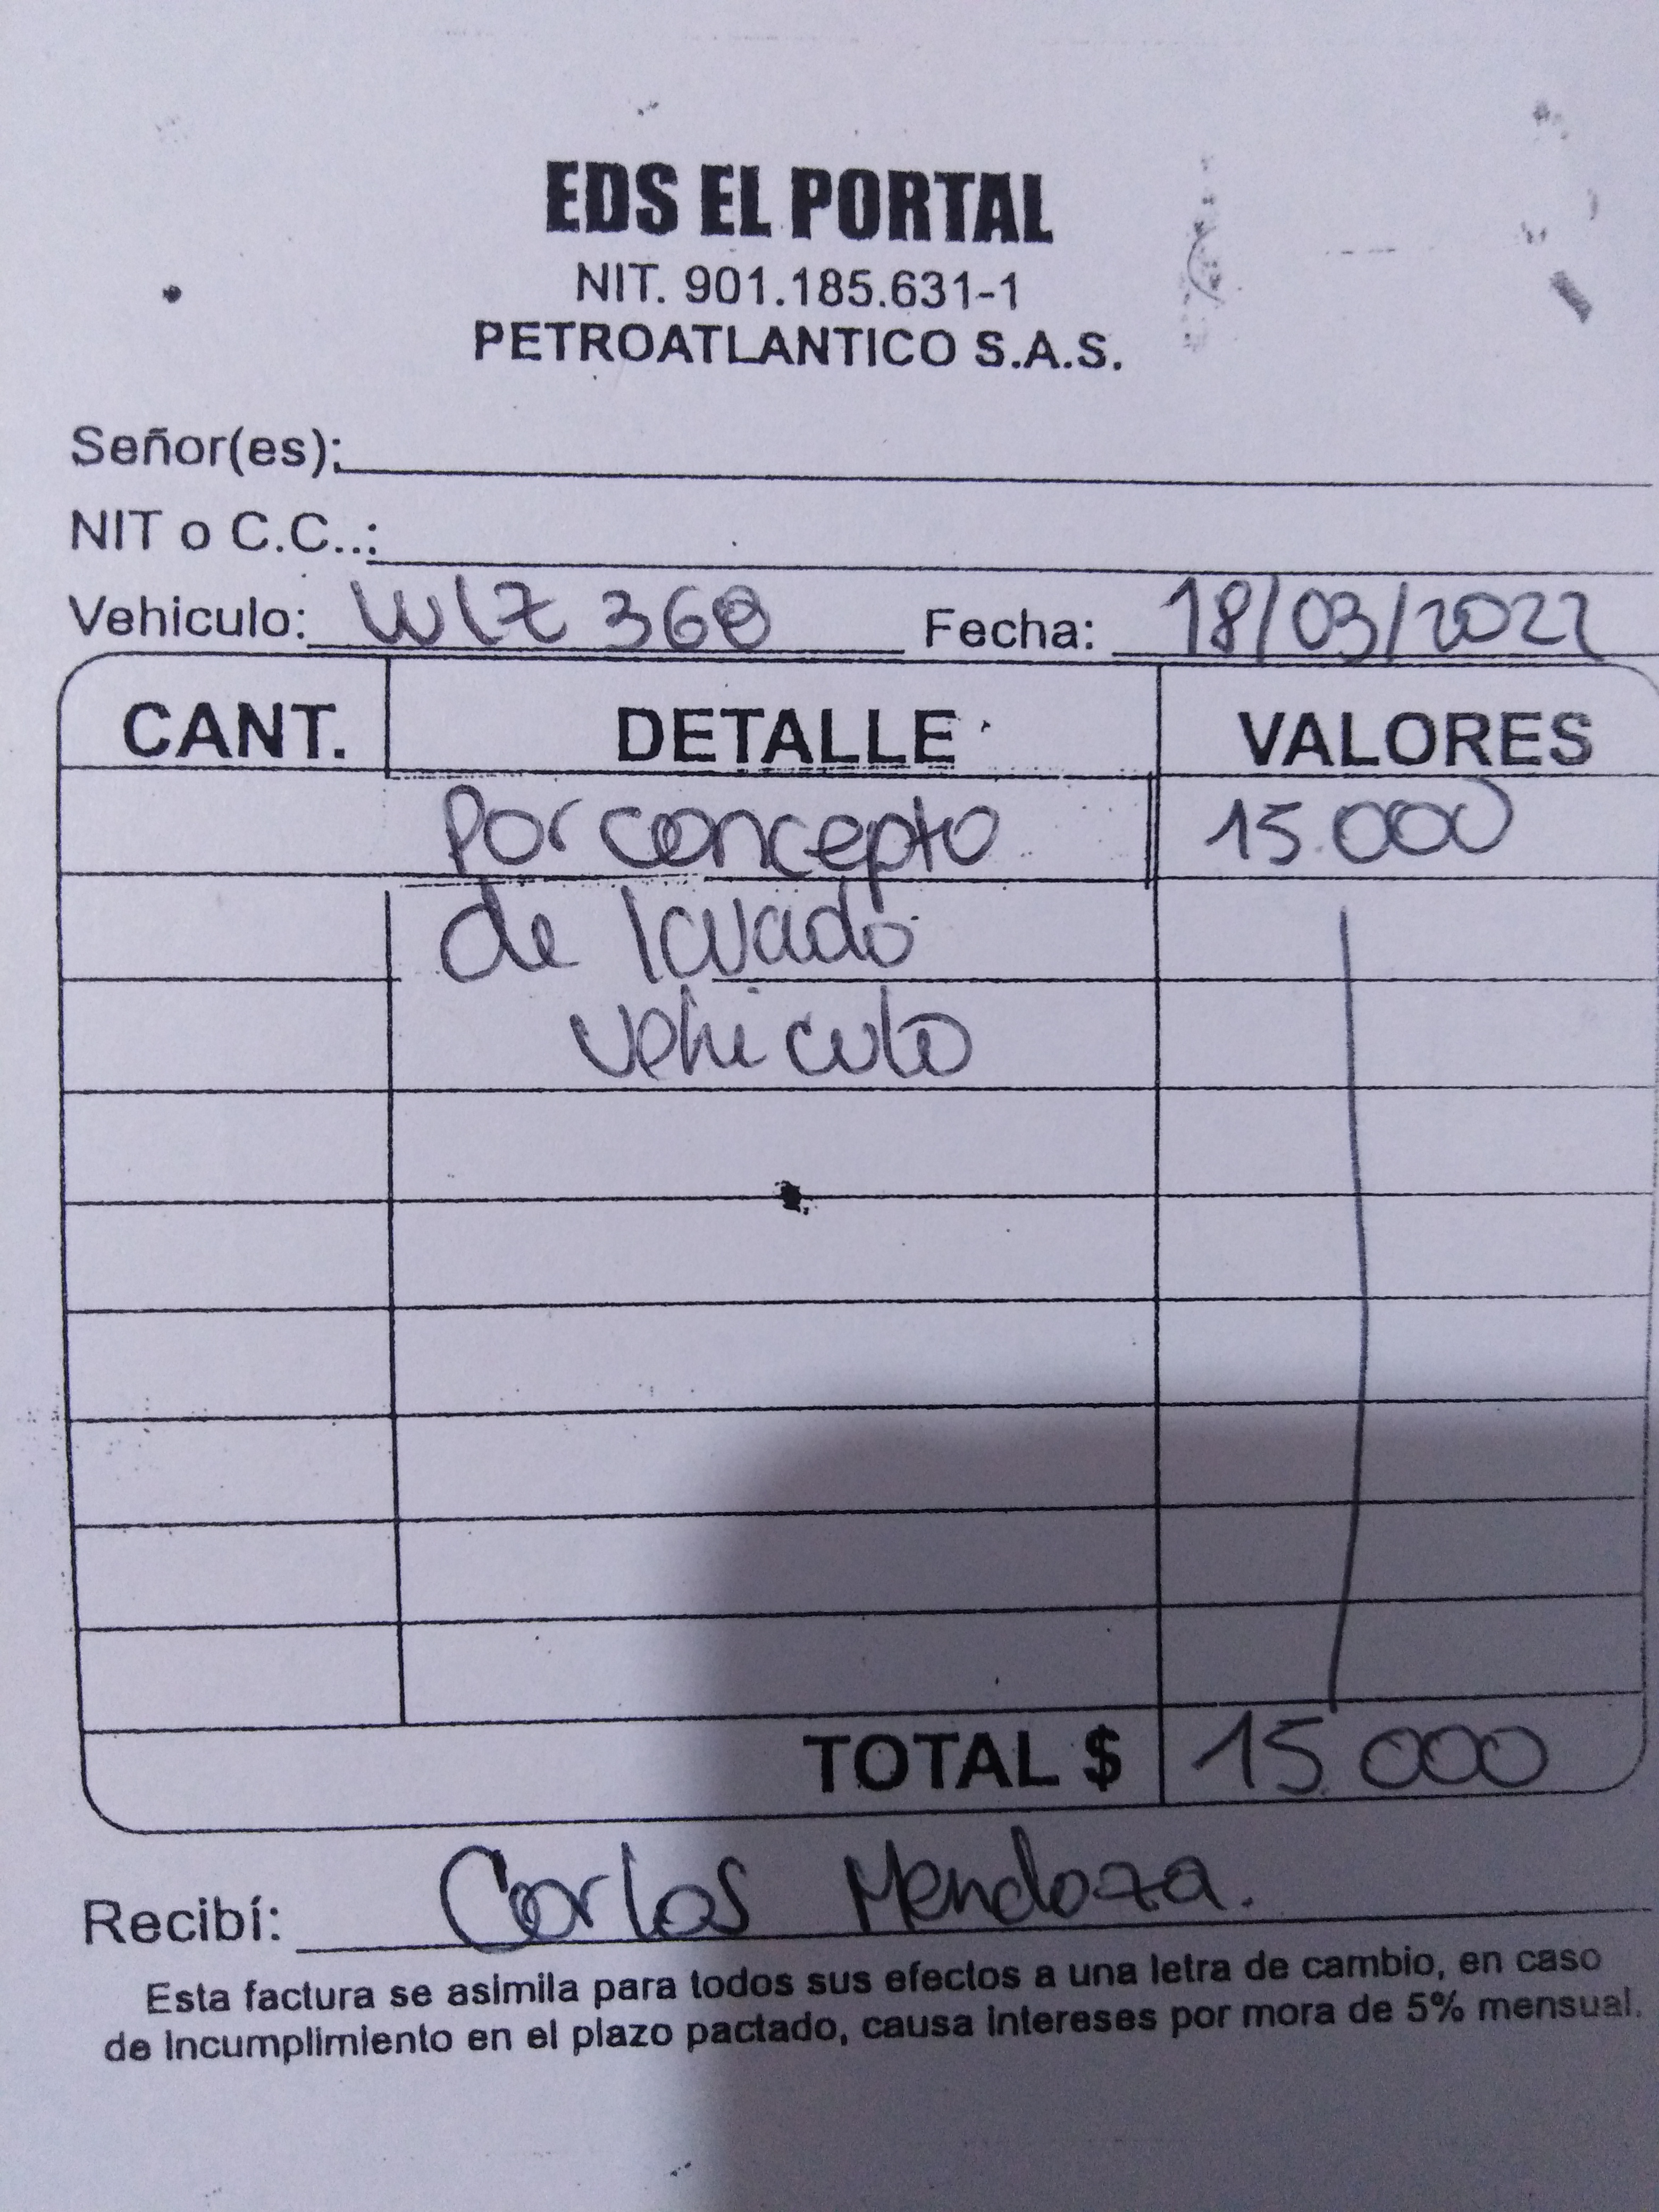 EDS EL PORTAL
NIT. 901.185.631-1
PETROATLANTICO S.A.S.
Señor(es):
NIT o C.C..:
Vehiculo: WLZ 368 Fecha: 18/03/2022
CANT. DETALLE VALORES
Por concepto 15.000
de lavado
vehiculo
TOTAL $ 15.000
Recibí: Carlos Mendoza.
Esta factura se asimila para todos sus efectos a una letra de cambio, en caso
de Incumplimiento en el plazo pactado, causa Intereses por mora de 5% mensual.